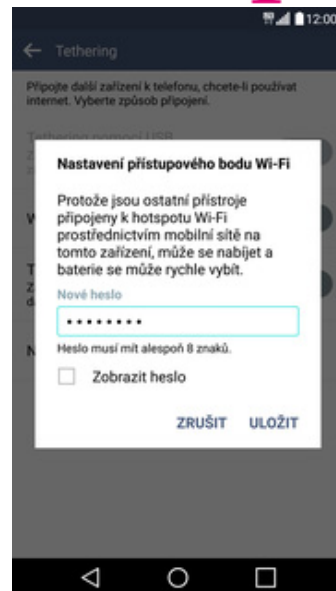 12:00
Tethering
Připojte další zařízení k telefonu, chcete-li používat
internet. Vyberte způsob připojení.
Tethering pomocí USB
Nastavení přístupového bodu Wi-Fi
Protože jsou ostatní přístroje
připojeny k hotspotu Wi-Fi
prostřednictvím mobilní sítě na
tomto zařízení, může se nabíjet a
baterie se může rychle vybít.
Nové heslo
••••••••
Heslo musí mít alespoň 8 znaků.
Zobrazit heslo
ZRUŠIT ULOŽIT